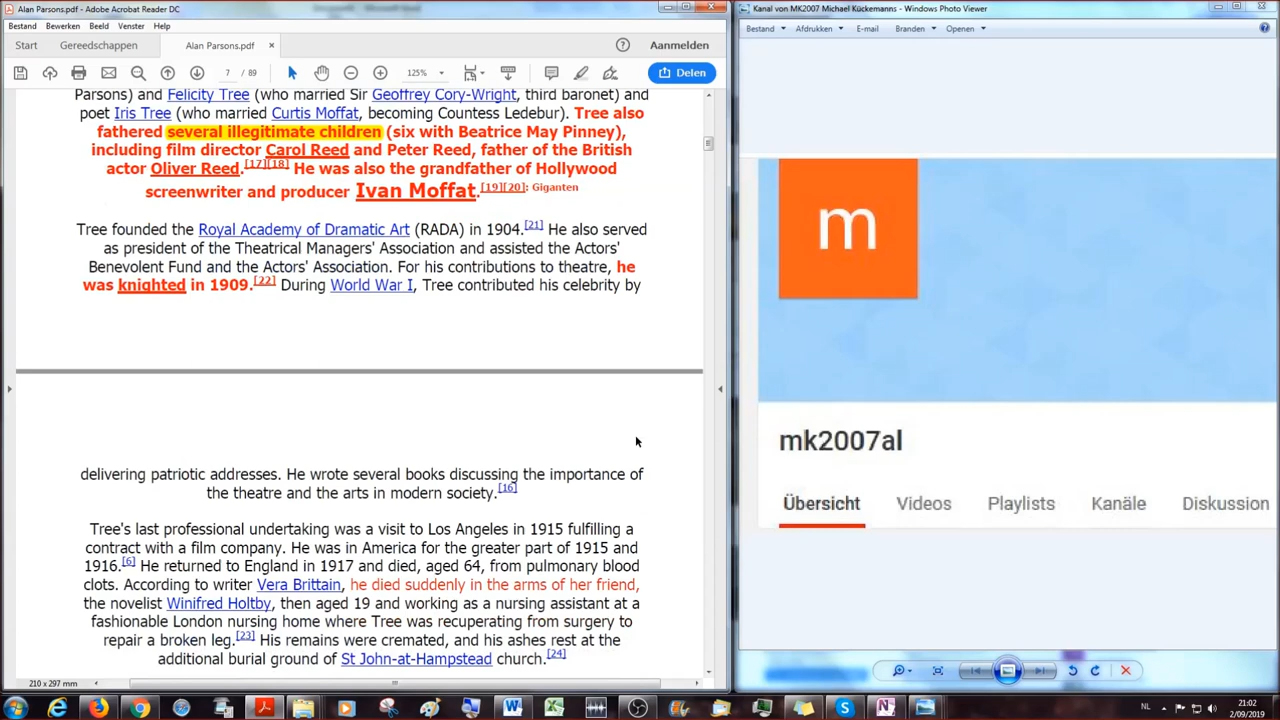 Alan Parsons.pdf - Adobe Acrobat Reader DC
Bestand Bewerken Beeld Venster Help
Start Gereedschappen Alan Parsons.pdf × Aanmelden
7 / 89 125% Delen
Parsons) and Felicity Tree (who married Sir Geoffrey Cory-Wright, third baronet) and
poet Iris Tree (who married Curtis Moffat, becoming Countess Ledebur). Tree also
fathered several illegitimate children (six with Beatrice May Pinney),
including film director Carol Reed and Peter Reed, father of the British
actor Oliver Reed.[17][18] He was also the grandfather of Hollywood
screenwriter and producer Ivan Moffat.[19][20]: Giganten
Tree founded the Royal Academy of Dramatic Art (RADA) in 1904.[21] He also served
as president of the Theatrical Managers' Association and assisted the Actors'
Benevolent Fund and the Actors' Association. For his contributions to theatre, he
was knighted in 1909.[22] During World War I, Tree contributed his celebrity by
delivering patriotic addresses. He wrote several books discussing the importance of
the theatre and the arts in modern society.[16]
Tree's last professional undertaking was a visit to Los Angeles in 1915 fulfilling a
contract with a film company. He was in America for the greater part of 1915 and
1916.[6] He returned to England in 1917 and died, aged 64, from pulmonary blood
clots. According to writer Vera Brittain, he died suddenly in the arms of her friend,
the novelist Winifred Holtby, then aged 19 and working as a nursing assistant at a
fashionable London nursing home where Tree was recuperating from surgery to
repair a broken leg.[23] His remains were cremated, and his ashes rest at the
additional burial ground of St John-at-Hampstead church.[24]
210 x 297 mm
Kanal von MK2007 Michael Kückemanns - Windows Photo Viewer
Bestand Afdrukken E-mail Branden Openen
m
mk2007al
Übersicht Videos Playlists Kanäle Diskussion
NL 21:02
2/09/2019